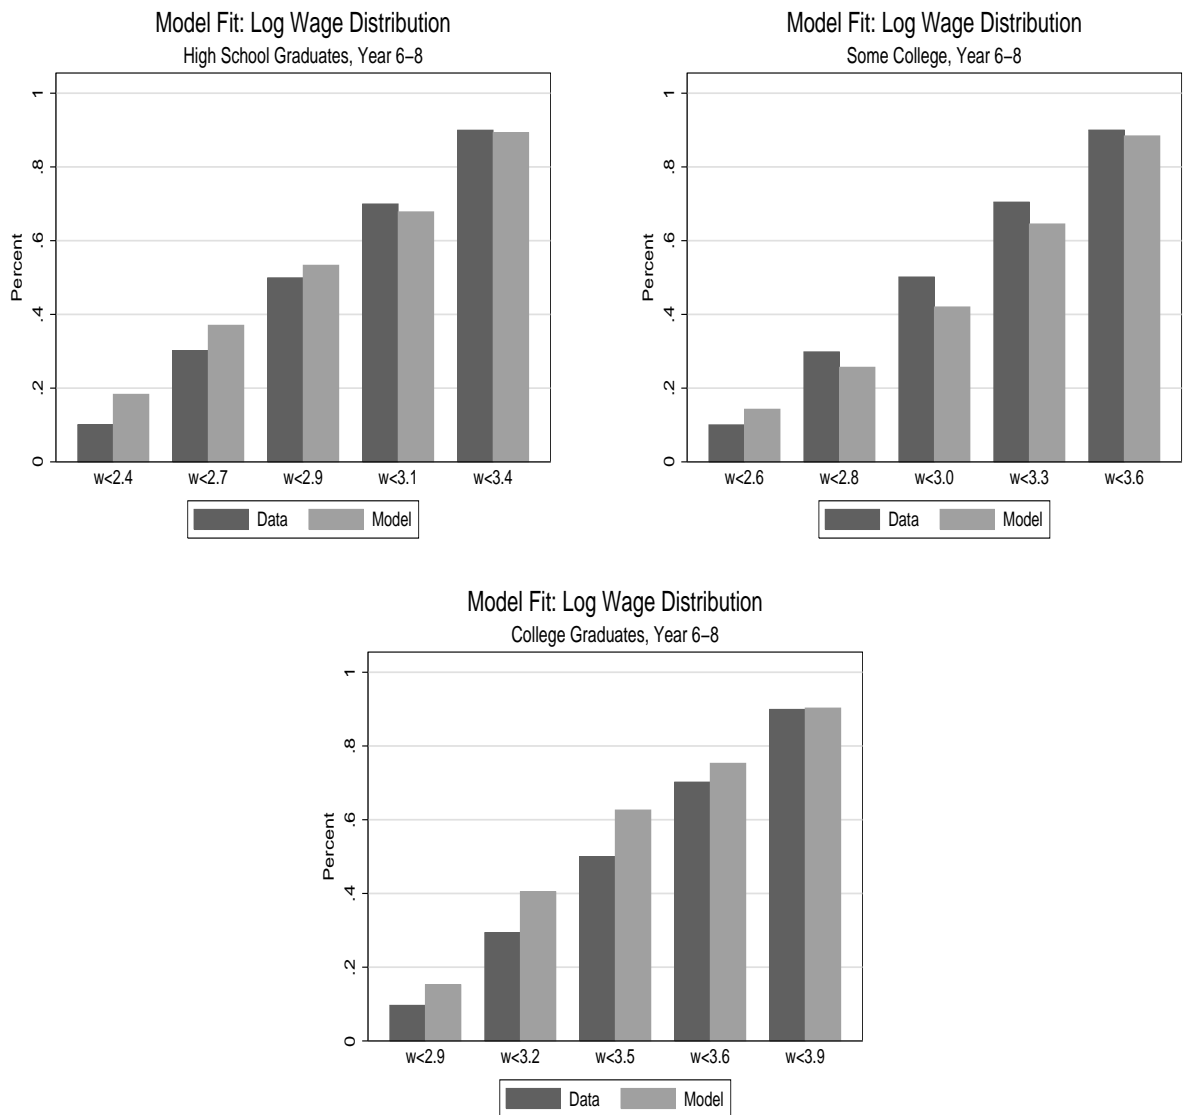 Model Fit: Log Wage Distribution
High School Graduates, Year 6−8
1
.8
.6
.4
.2
0
Percent
w<2.4 w<2.7 w<2.9 w<3.1 w<3.4
Data Model
Model Fit: Log Wage Distribution
Some College, Year 6−8
1
.8
.6
.4
.2
0
Percent
w<2.6 w<2.8 w<3.0 w<3.3 w<3.6
Data Model
Model Fit: Log Wage Distribution
College Graduates, Year 6−8
1
.8
.6
.4
.2
0
Percent
w<2.9 w<3.2 w<3.5 w<3.6 w<3.9
Data Model